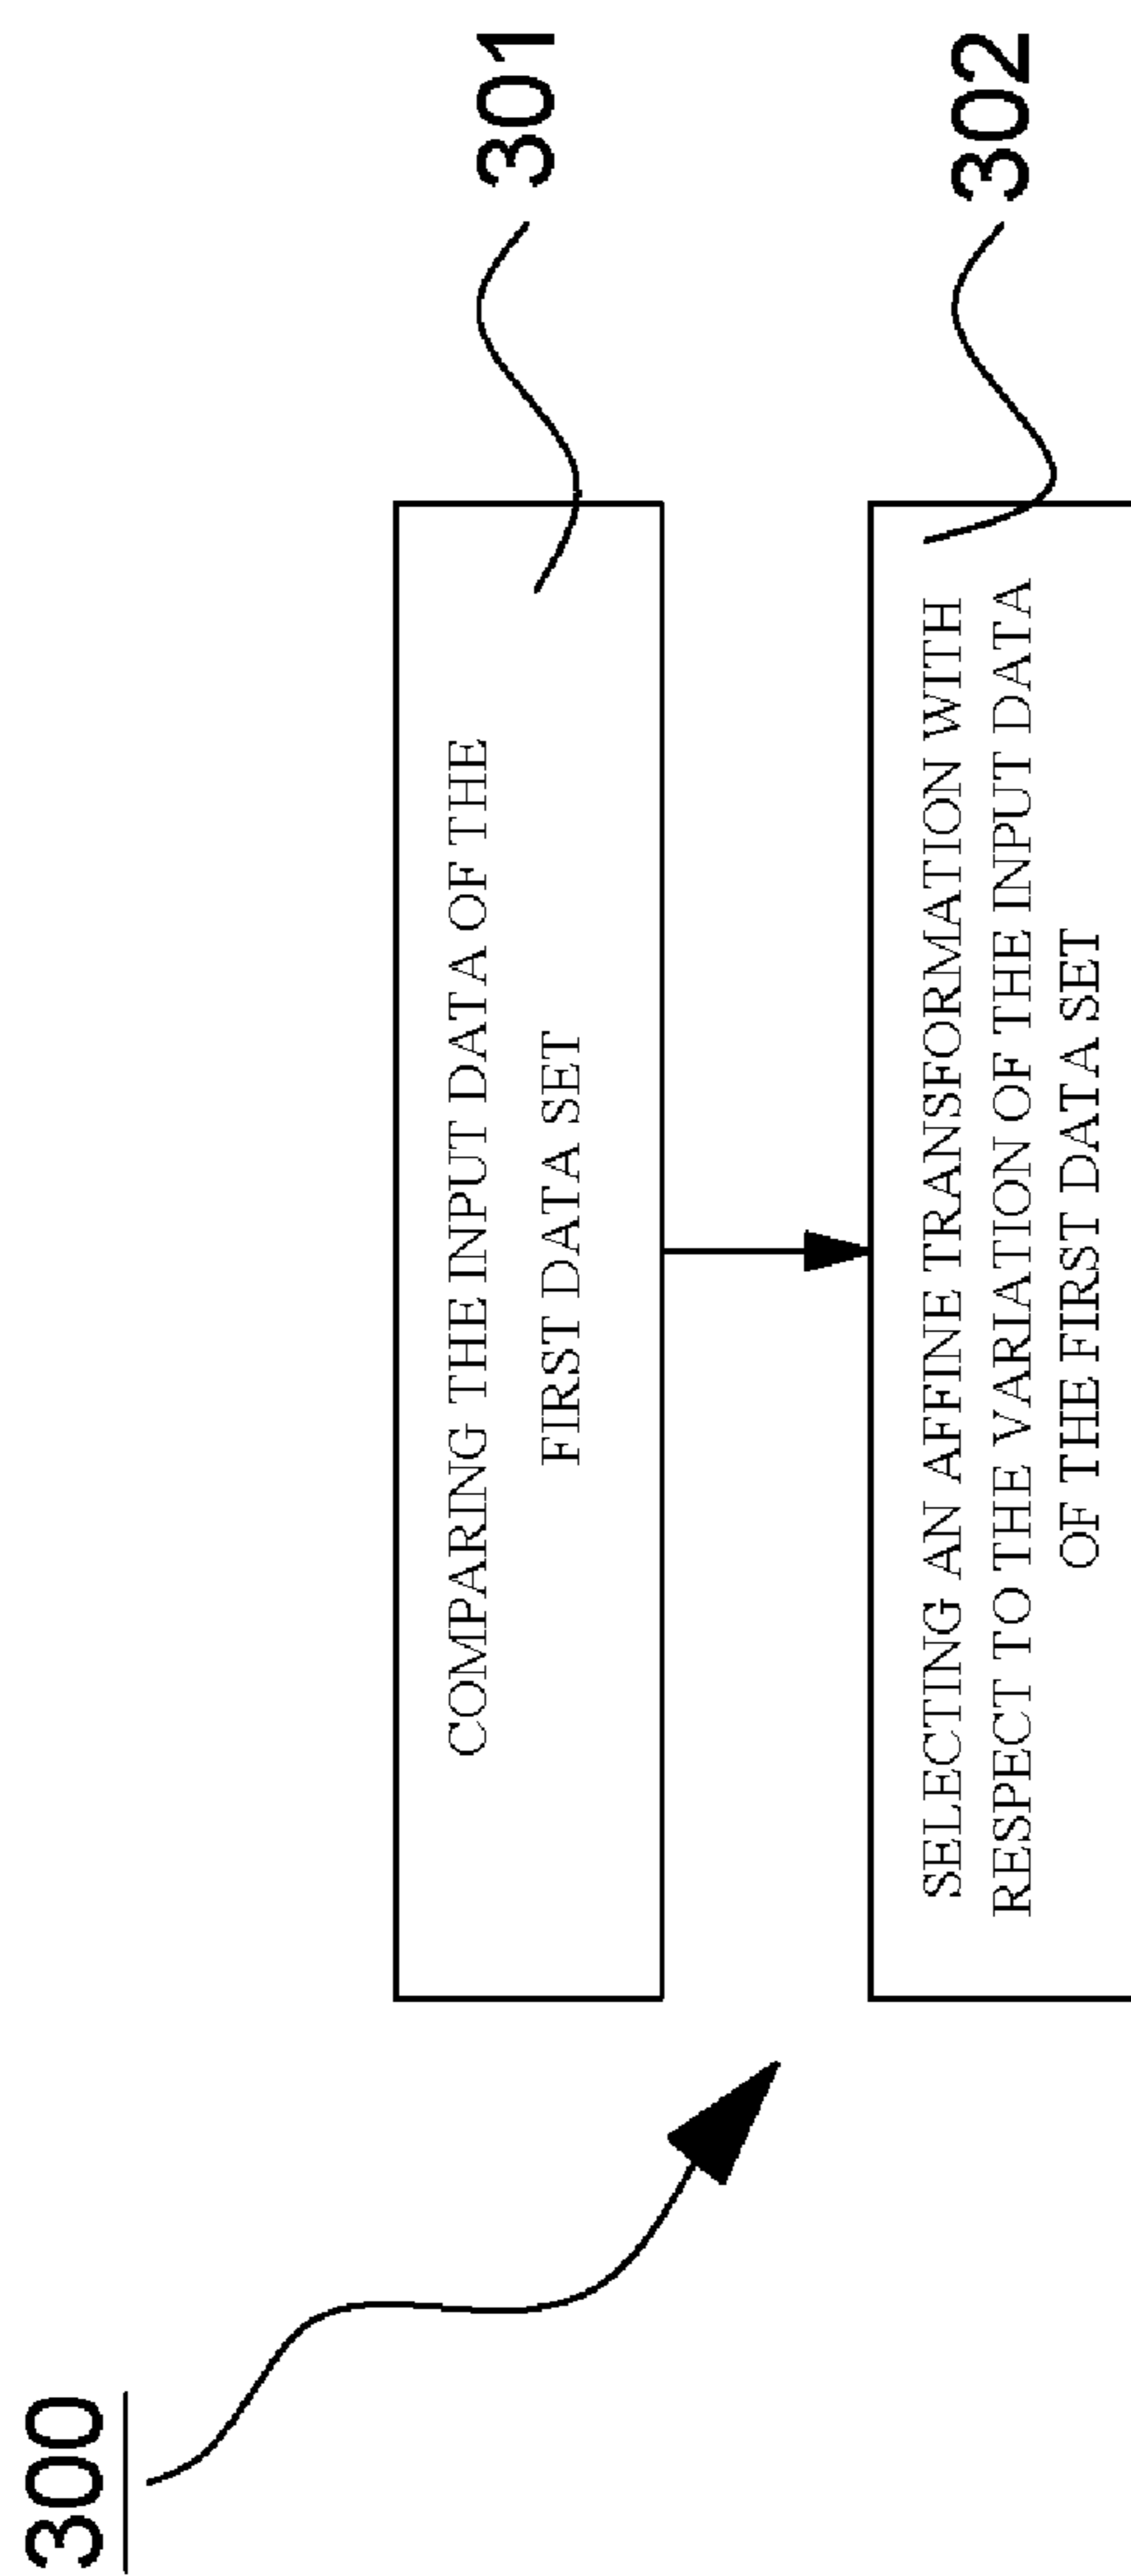 300
COMPARING THE INPUT DATA OF THE
FIRST DATA SET
301
SELECTING AN AFFINE TRANSFORMATION WITH
RESPECT TO THE VARIATION OF THE INPUT DATA
OF THE FIRST DATA SET
302